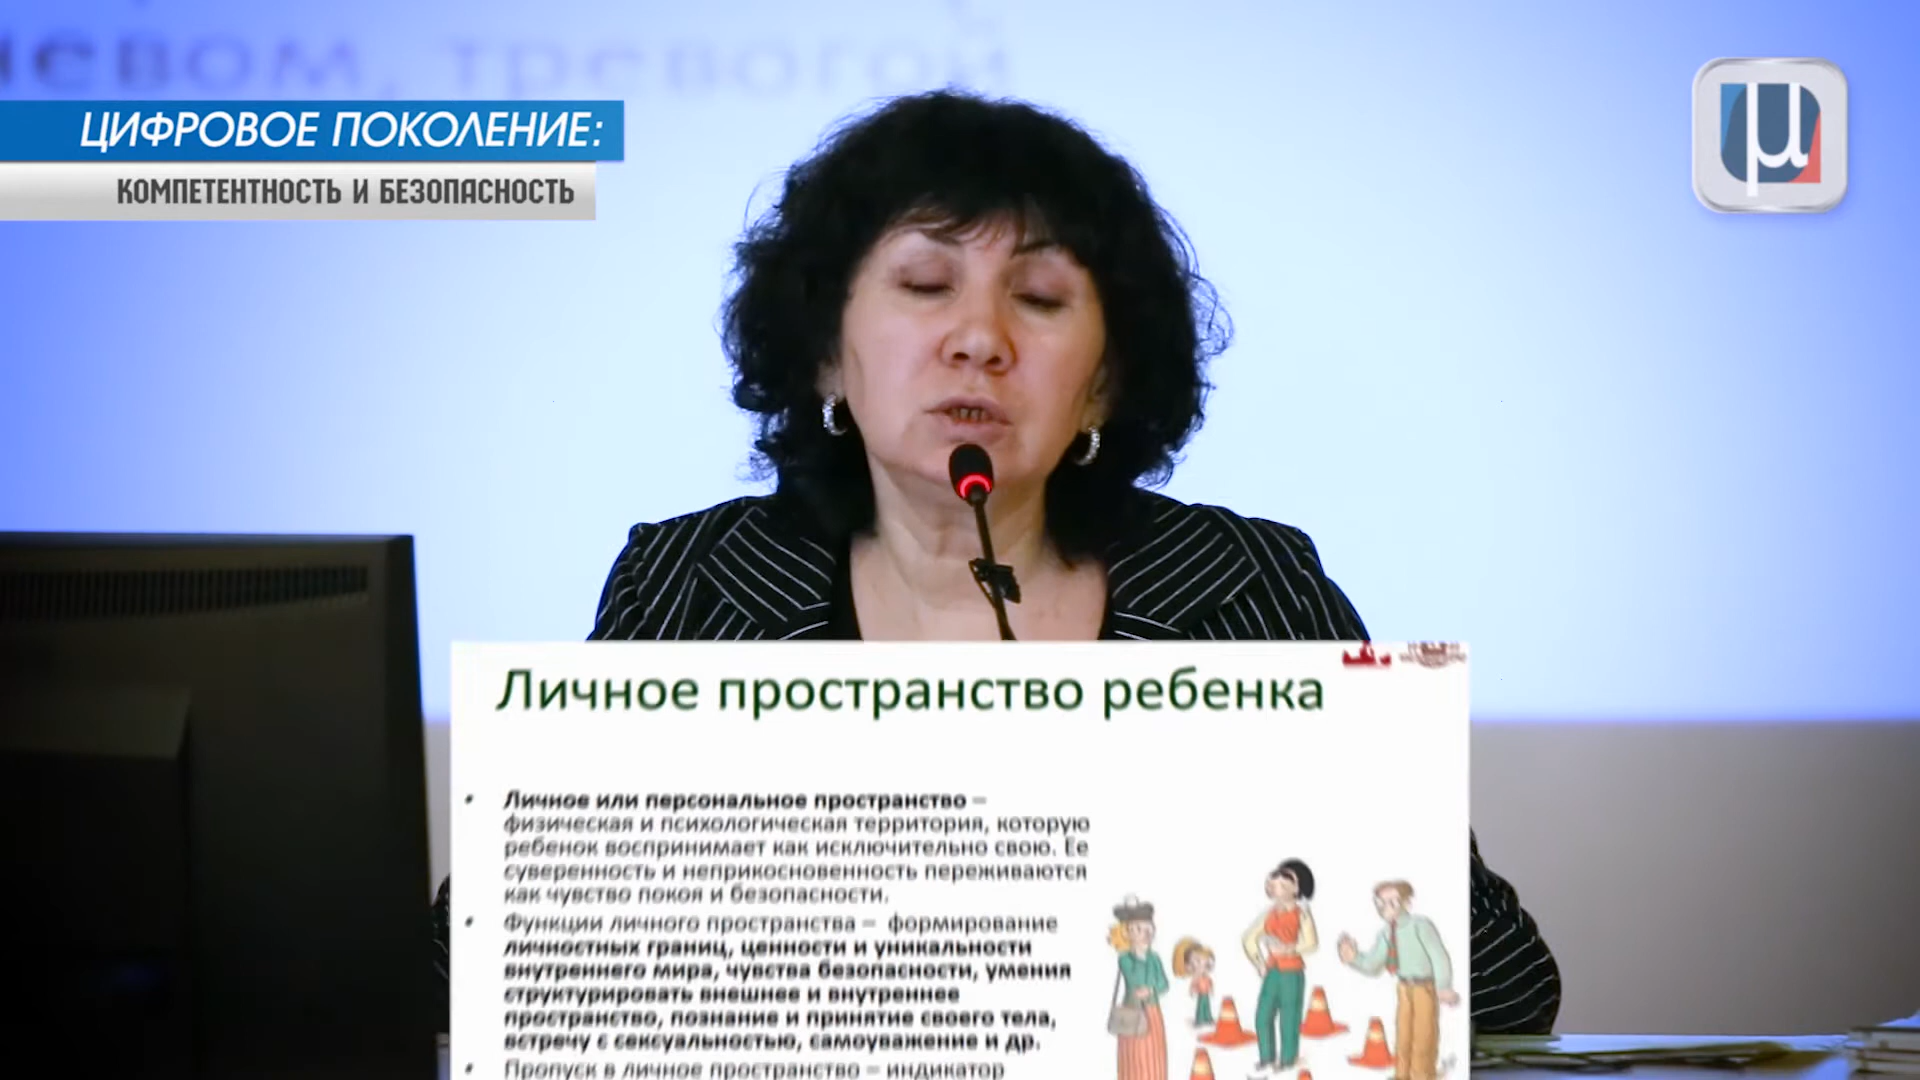 невом, тревогой
ЦИФРОВОЕ ПОКОЛЕНИЕ:
КОМПЕТЕНТНОСТЬ И БЕЗОПАСНОСТЬ
μ
Личное пространство ребенка
• Личное или персональное пространство –
физическая и психологическая территория, которую
ребенок воспринимает как исключительно свою. Ее
суверенность и неприкосновенность переживаются
как чувство покоя и безопасности.
• Функции личного пространства – формирование
личностных границ, ценности и уникальности
внутреннего мира, чувства безопасности, умения
структурировать внешнее и внутреннее
пространство, познание и принятие своего тела,
встречу с сексуальностью, самоуважение и др.
• Пропуск в личное пространство – индикатор